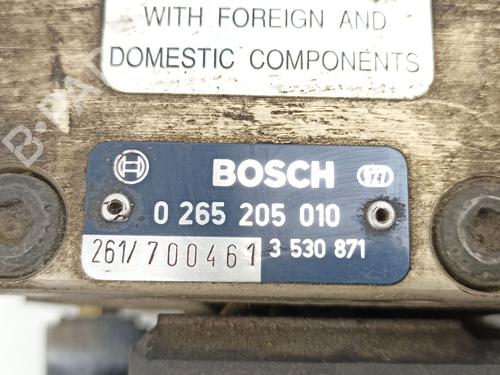 WITH FOREIGN AND
DOMESTIC COMPONENTS
BOSCH
0 265 205 010
261/700461 3 530 871